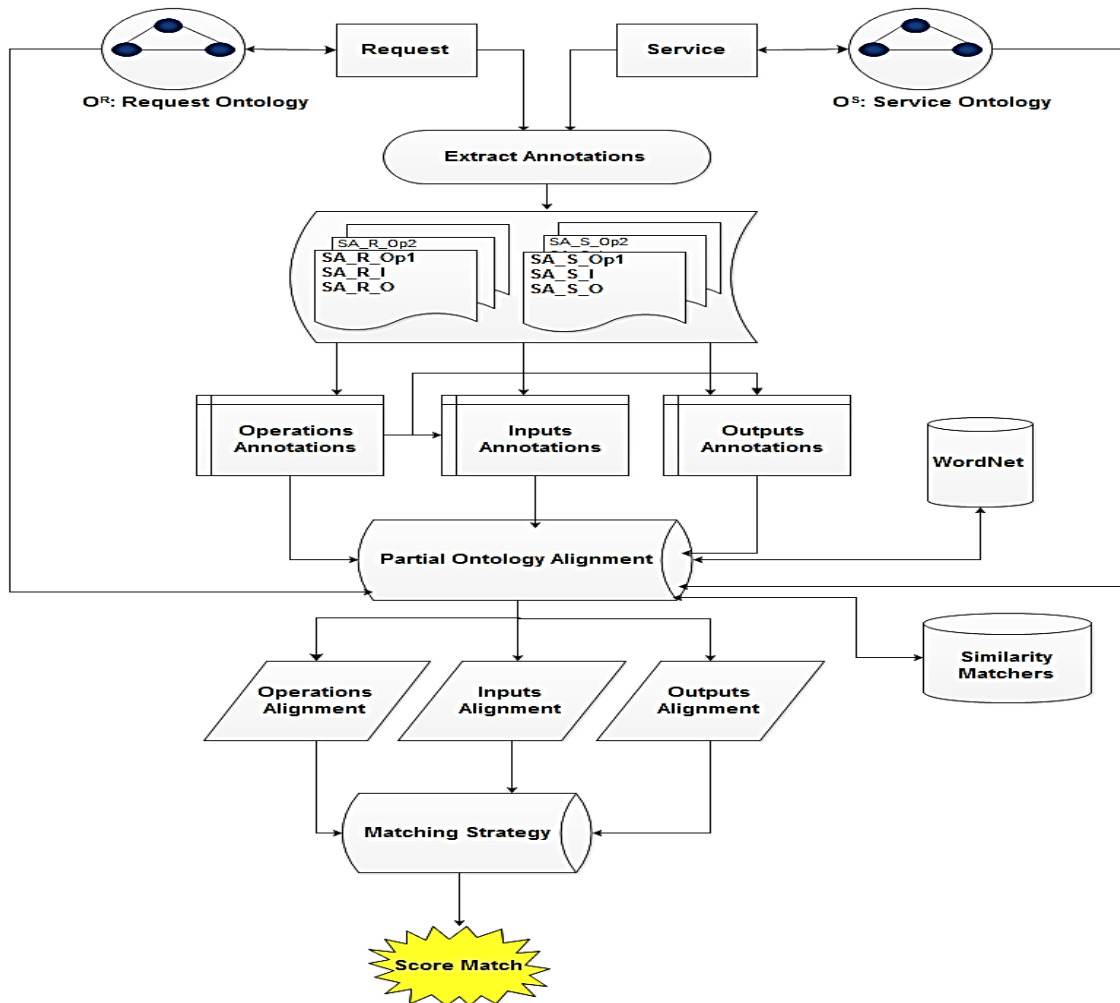 Request
Service
Oᴿ: Request Ontology
Oˢ: Service Ontology
Extract Annotations
SA_R_Op2
SA_R_Op1
SA_R_I
SA_R_O
SA_S_Op2
SA_S_Op1
SA_S_I
SA_S_O
Operations
Annotations
Inputs
Annotations
Outputs
Annotations
WordNet
Partial Ontology Alignment
Similarity
Matchers
Operations
Alignment
Inputs
Alignment
Outputs
Alignment
Matching Strategy
Score Match